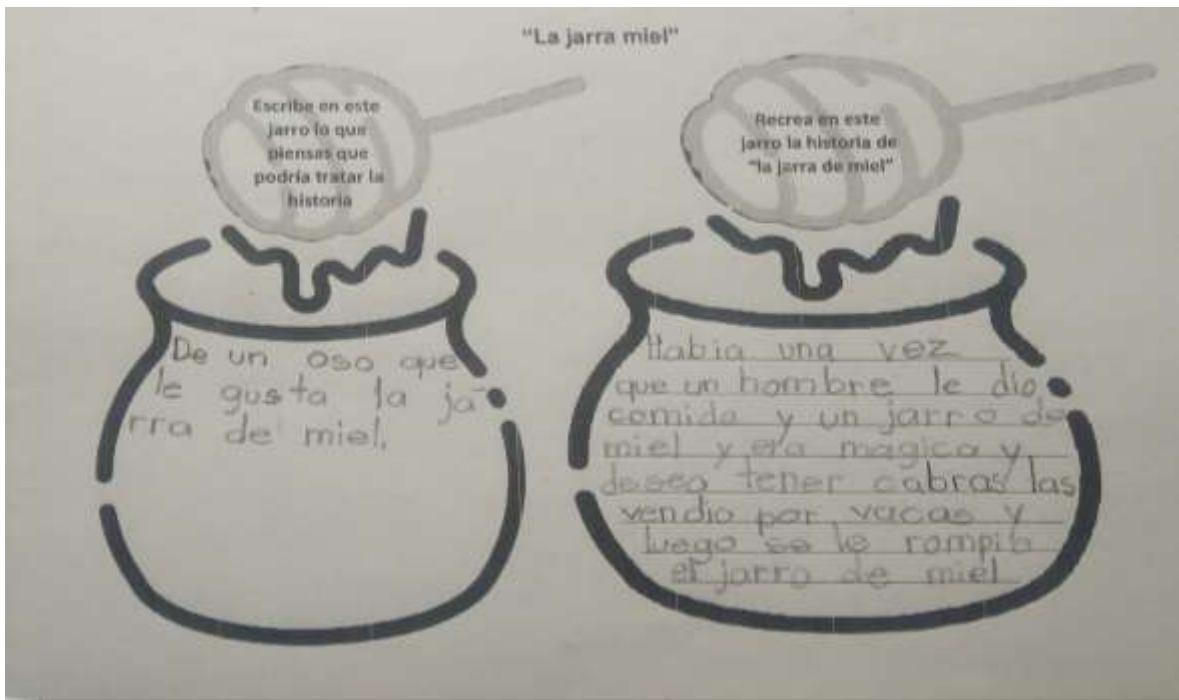 "La jarra miel"
Escribe en este
jarro lo que
piensas que
podría tratar la
historia
De un oso que
le gusta la ja-
rra de miel.
Recrea en este
jarro la historia de
"la jarra de miel"
Habia una vez
que un hombre le dio
comida y un jarro de
miel y era magica y
deseo tener cabras las
vendio por vacas y
luego se le rompio
el jarro de miel